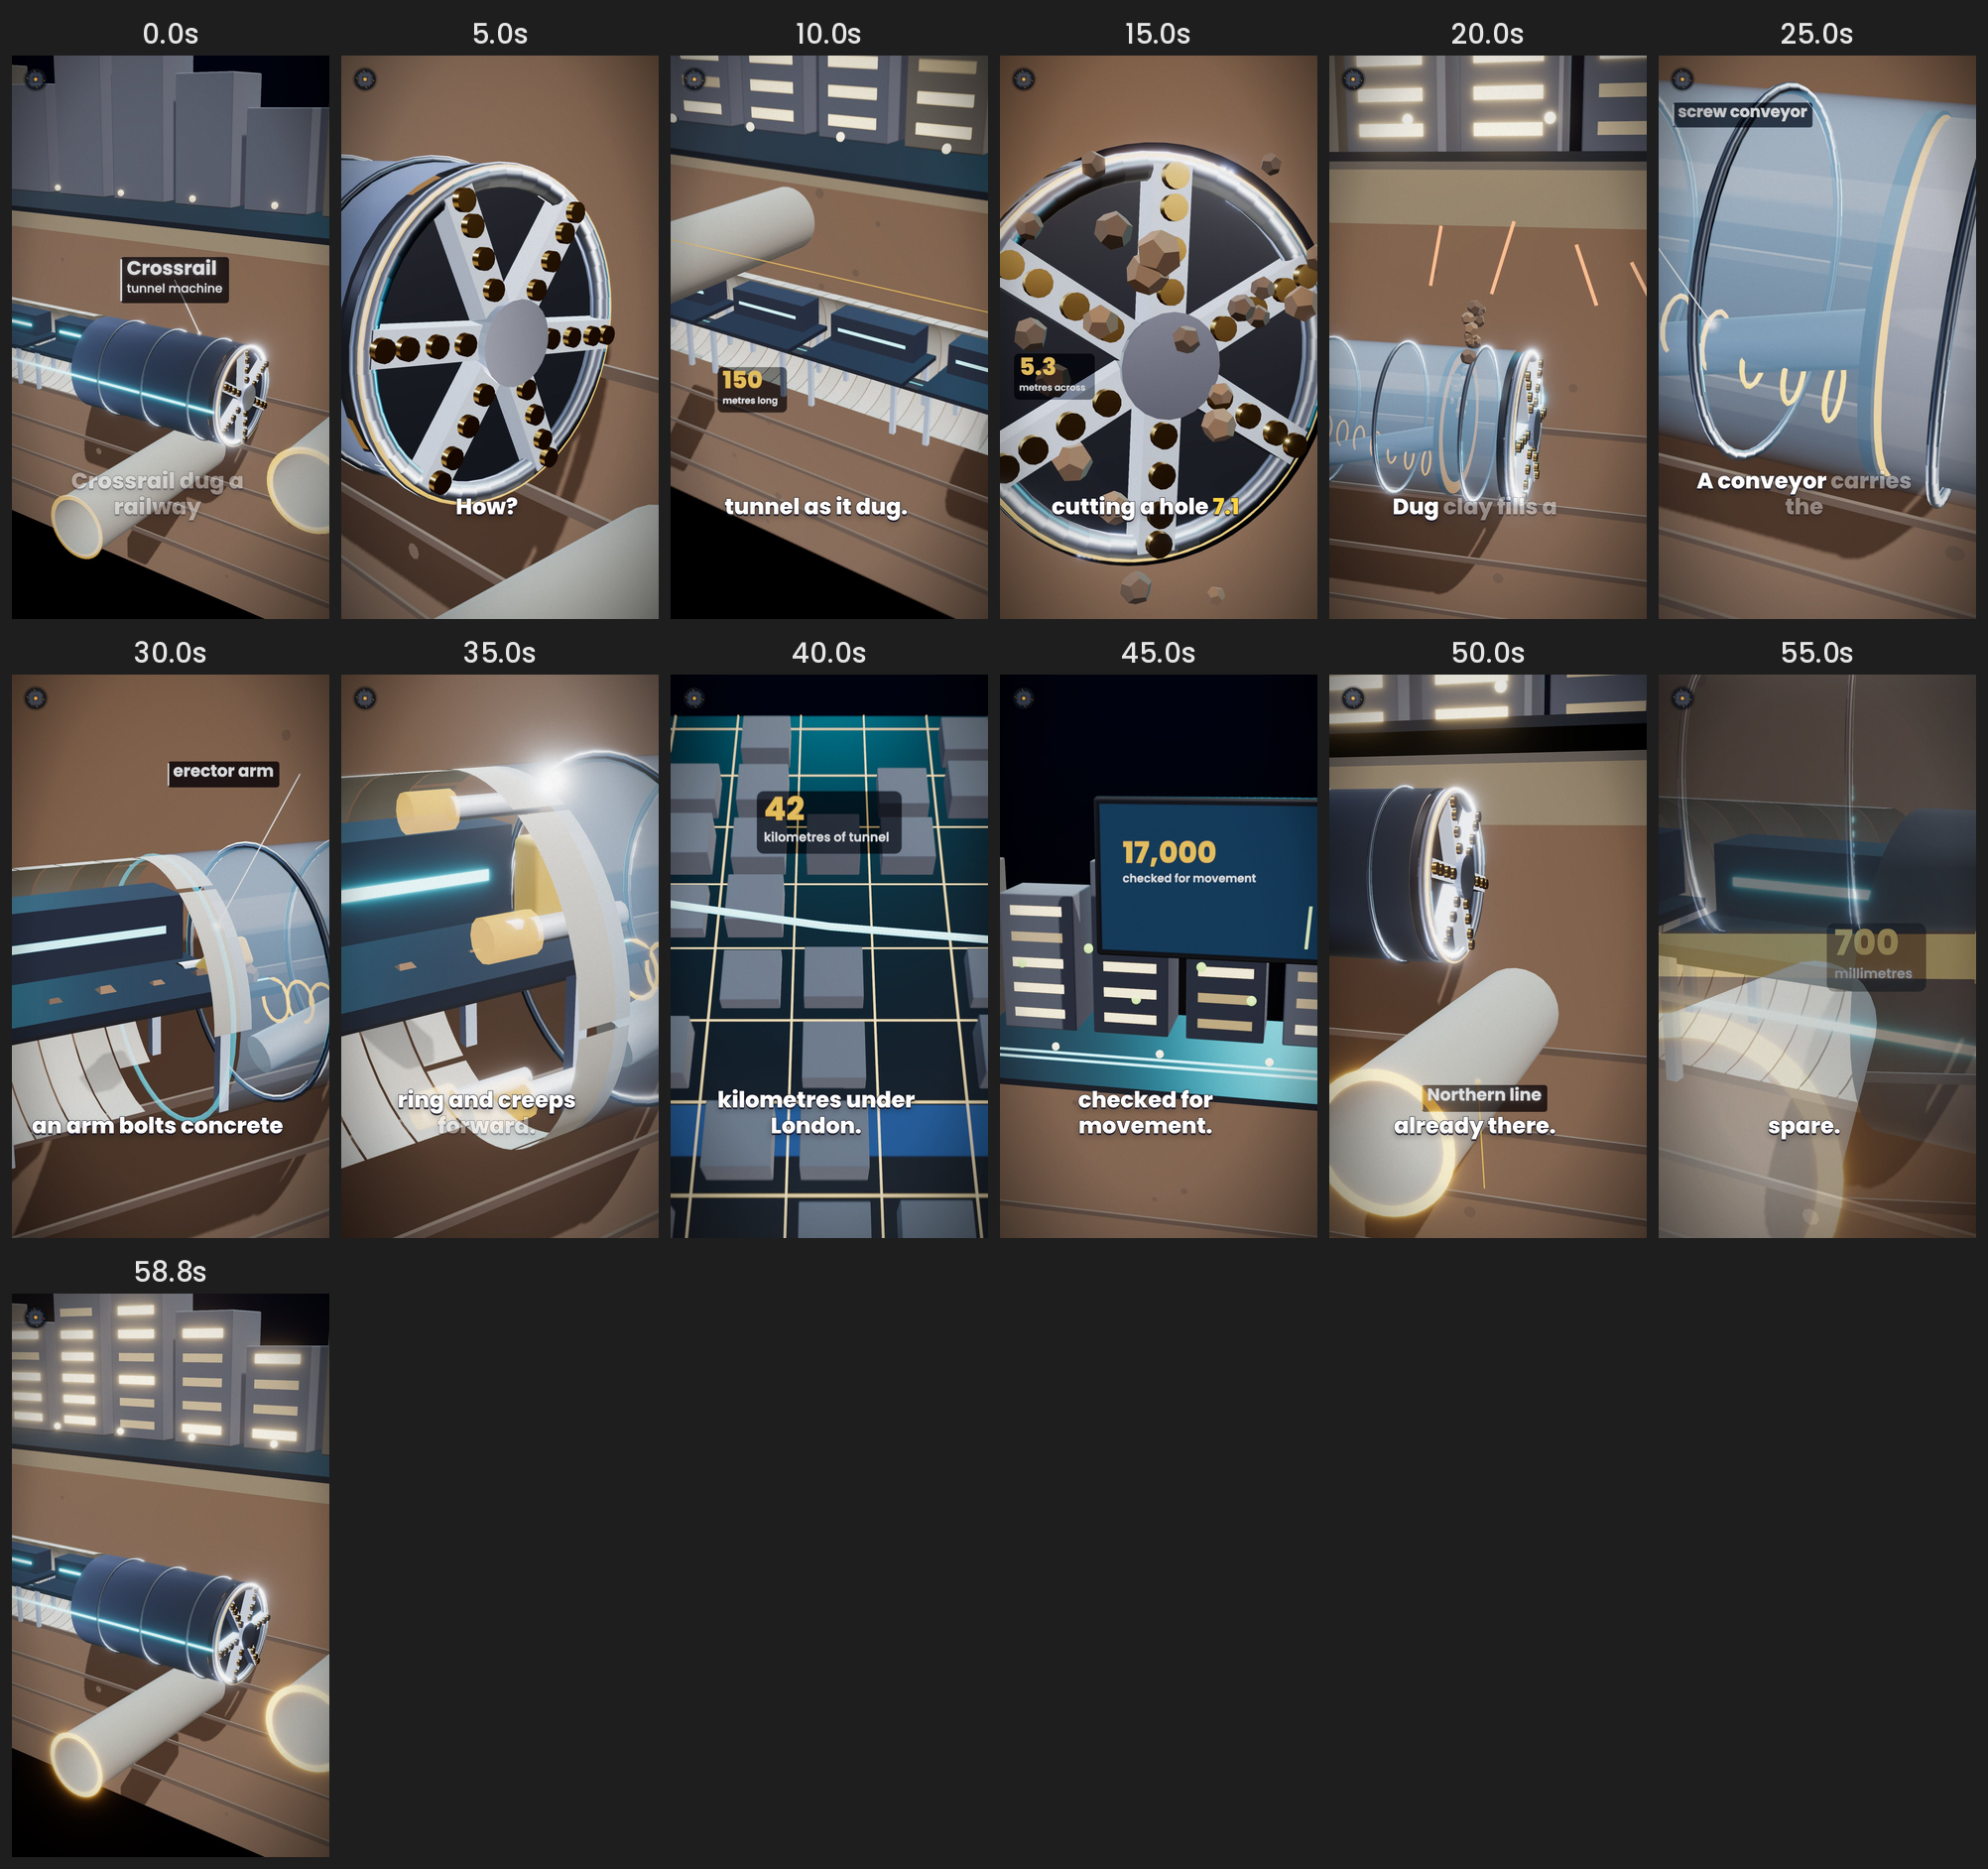 0.0s
5.0s
10.0s
15.0s
20.0s
25.0s
Crossrail
tunnel machine
Crossrail dug a
railway
How?
150
metres long
tunnel as it dug.
5.3
metres across
cutting a hole 7.1
Dug clay fills a
screw conveyor
A conveyor carries
the
30.0s
35.0s
40.0s
45.0s
50.0s
55.0s
erector arm
an arm bolts concrete
ring and creeps
forward.
42
kilometres of tunnel
kilometres under
London.
17,000
checked for movement
checked for
movement.
Northern line
already there.
700
millimetres
spare.
58.8s